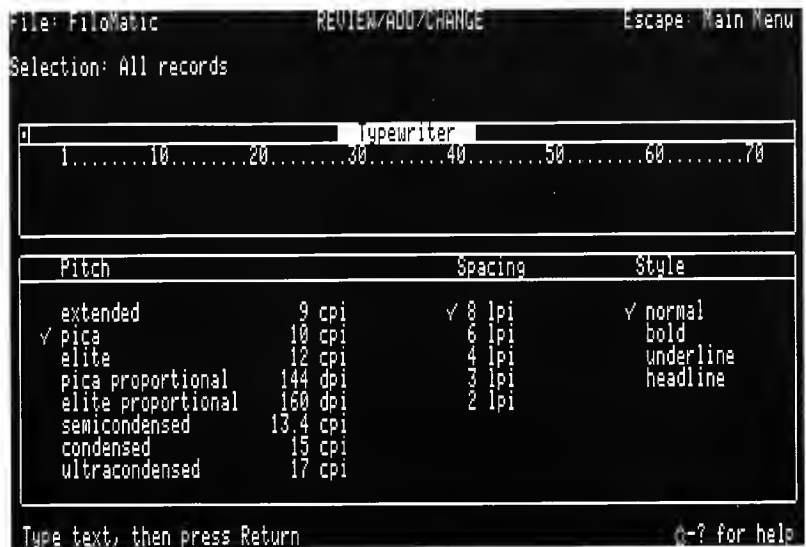 File: FiloMatic REVIEW/ADD/CHANGE Escape: Main Menu
Selection: All records
Typewriter
1........10........20........30........40........50........60........70
Pitch Spacing Style
extended 9 cpi √ 8 lpi √ normal
√ pica 10 cpi 6 lpi bold
elite 12 cpi 4 lpi underline
pica proportional 144 dpi 3 lpi headline
elite proportional 160 dpi 2 lpi
semicondensed 13.4 cpi
condensed 15 cpi
ultracondensed 17 cpi
Type text, then press Return -? for help